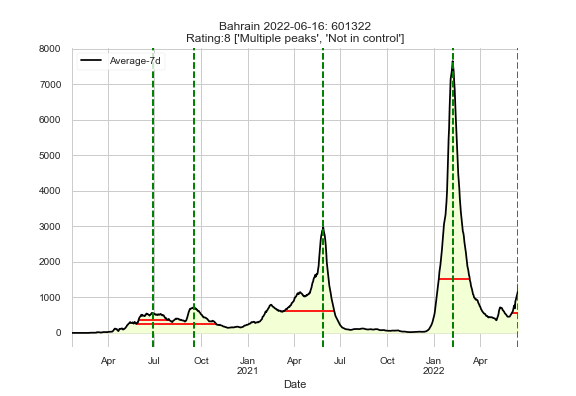 Bahrain 2022-06-16: 601322
Rating:8 ['Multiple peaks', 'Not in control']
8000
7000
6000
5000
4000
3000
2000
1000
0
Average-7d
Apr
Jul
Oct
Jan
2021
Apr
Jul
Oct
Jan
2022
Apr
Date